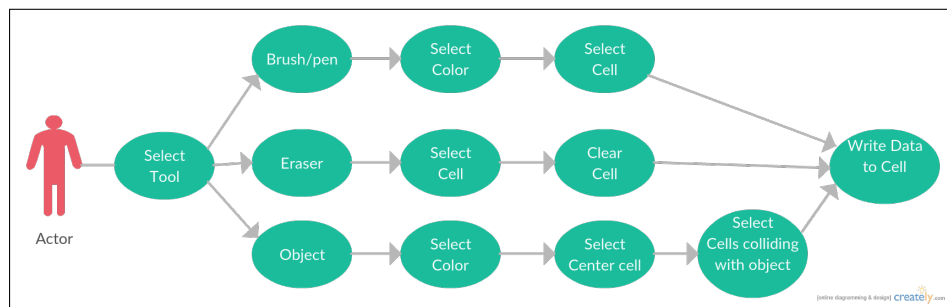 Brush/pen
Select
Color
Select
Cell
Select
Tool
Eraser
Select
Cell
Clear
Cell
Write Data
to Cell
Actor
Object
Select
Color
Select
Center cell
Select
Cells colliding
with object
[online diagramming & design] creately.com